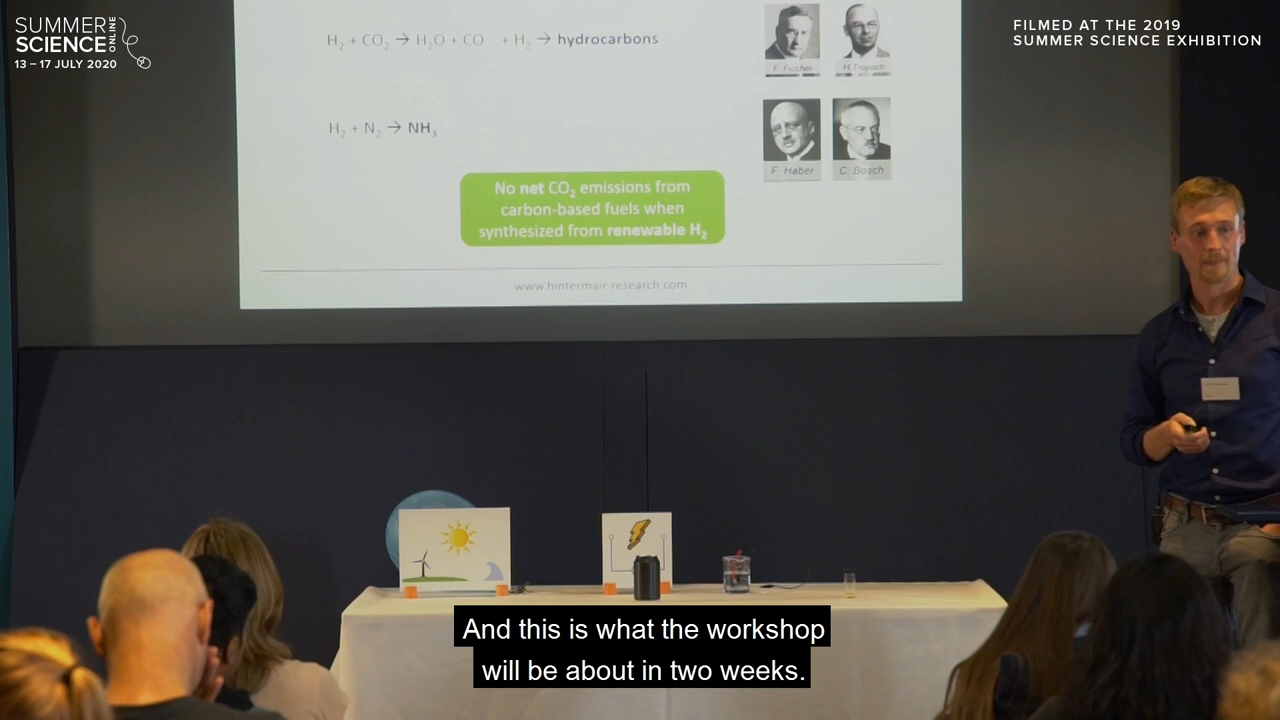 SUMMER
SCIENCE
ONLINE
13 – 17 JULY 2020
FILMED AT THE 2019
SUMMER SCIENCE EXHIBITION
H₂ + CO₂ → H₂O + CO + H₂ → hydrocarbons
F. Fischer
H.Tropsch
H₂ + N₂ → NH₃
F. Haber
C. Bosch
No net CO₂ emissions from
carbon-based fuels when
synthesized from renewable H₂
www.hintermair-research.com
And this is what the workshop
will be about in two weeks.